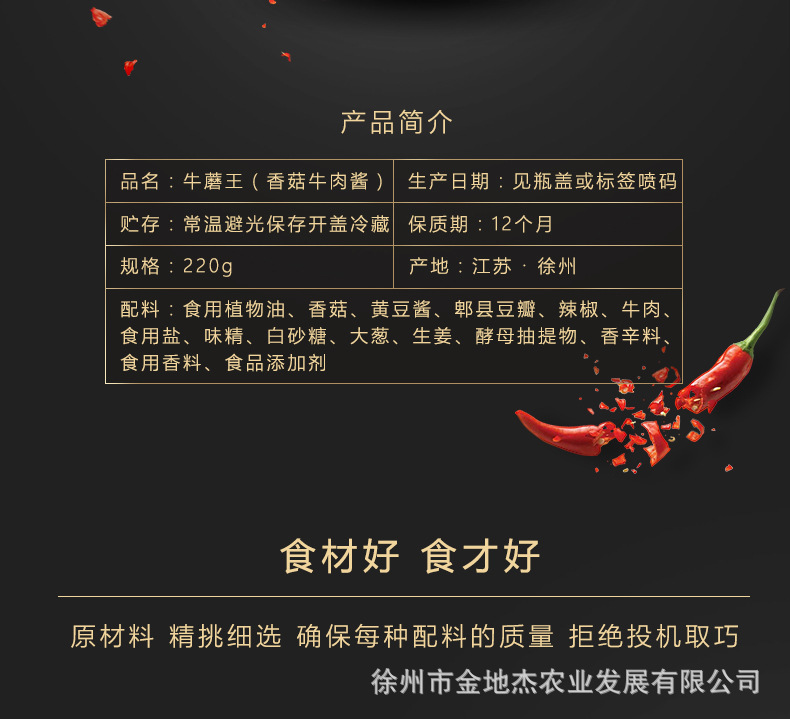 产品简介
品名：牛蘑王（香菇牛肉酱） 生产日期：见瓶盖或标签喷码
贮存：常温避光保存开盖冷藏 保质期：12个月
规格：220g 产地：江苏 · 徐州
配料：食用植物油、香菇、黄豆酱、郫县豆瓣、辣椒、牛肉、
食用盐、味精、白砂糖、大葱、生姜、酵母抽提物、香辛料、
食用香料、食品添加剂
食材好 食才好
原材料 精挑细选 确保每种配料的质量 拒绝投机取巧
徐州市金地杰农业发展有限公司